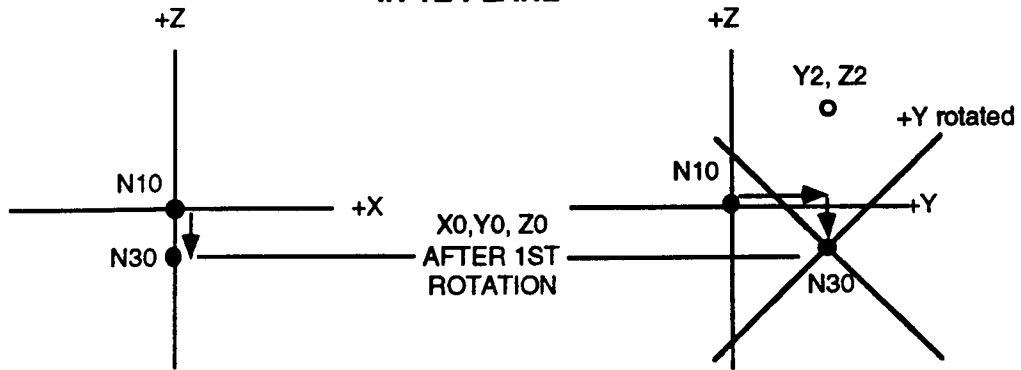 +Z
+Z
Y2, Z2
+Y rotated
N10
N10
+X
+Y
X0,Y0, Z0
AFTER 1ST
ROTATION
N30
N30